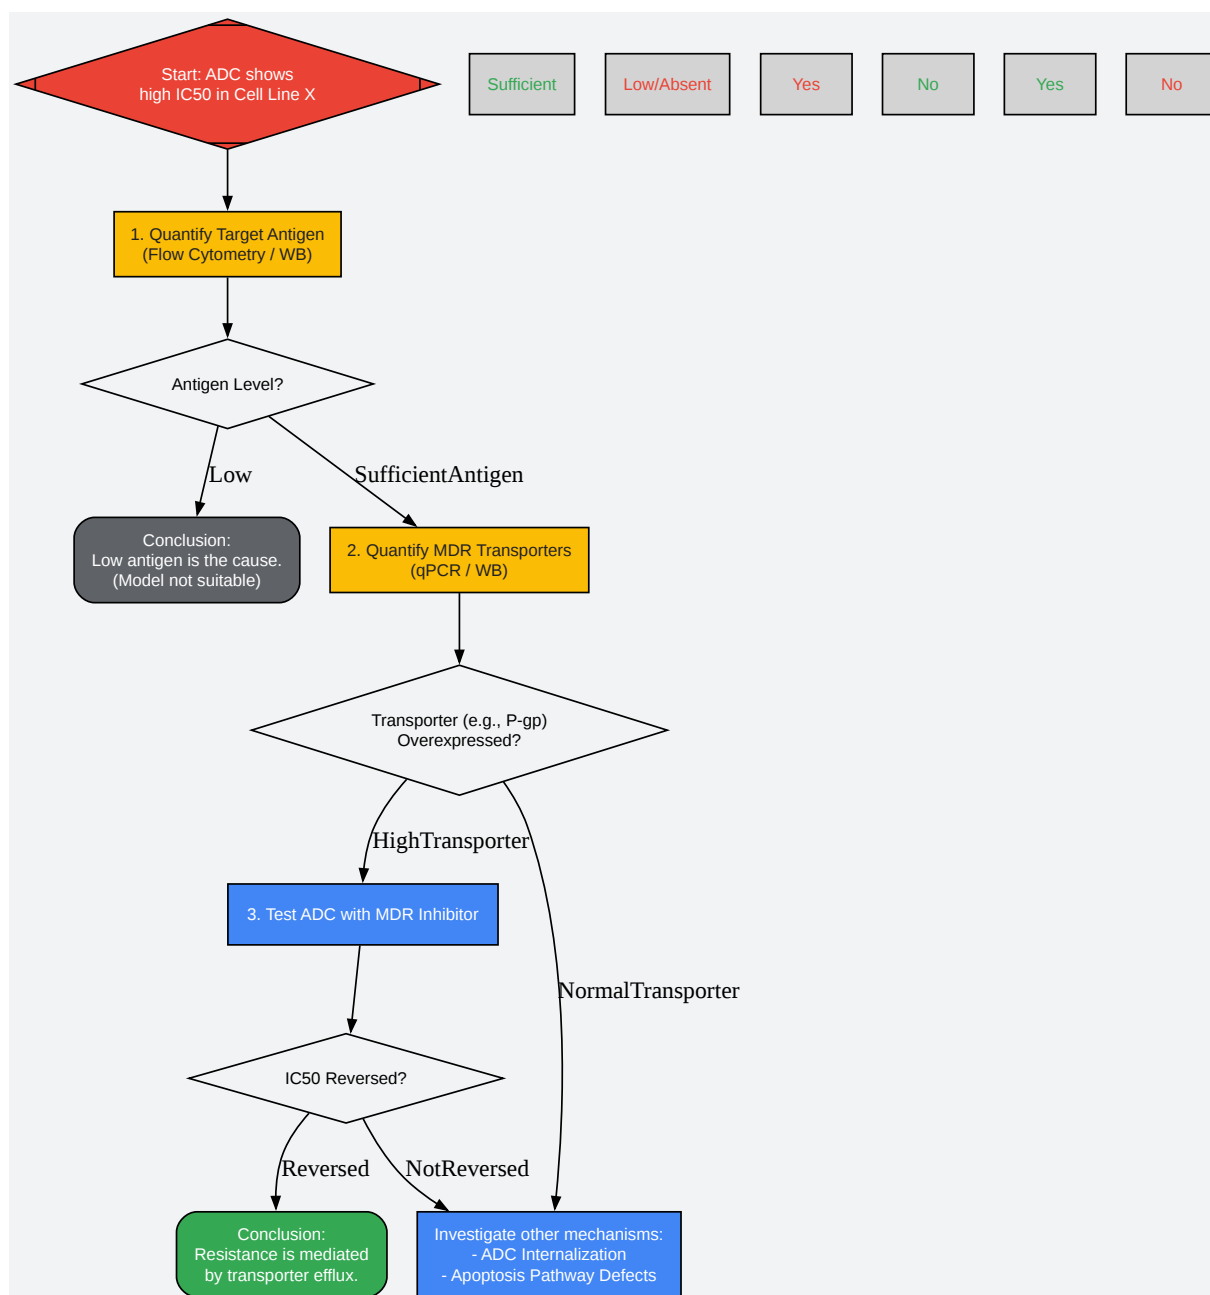 Start: ADC shows
high IC50 in Cell Line X
Sufficient
Low/Absent
Yes
No
Yes
No
1. Quantify Target Antigen
(Flow Cytometry / WB)
Antigen Level?
Low
SufficientAntigen
Conclusion:
Low antigen is the cause.
(Model not suitable)
2. Quantify MDR Transporters
(qPCR / WB)
Transporter (e.g., P-gp)
Overexpressed?
HighTransporter
3. Test ADC with MDR Inhibitor
NormalTransporter
IC50 Reversed?
Reversed
NotReversed
Conclusion:
Resistance is mediated
by transporter efflux.
Investigate other mechanisms:
- ADC Internalization
- Apoptosis Pathway Defects